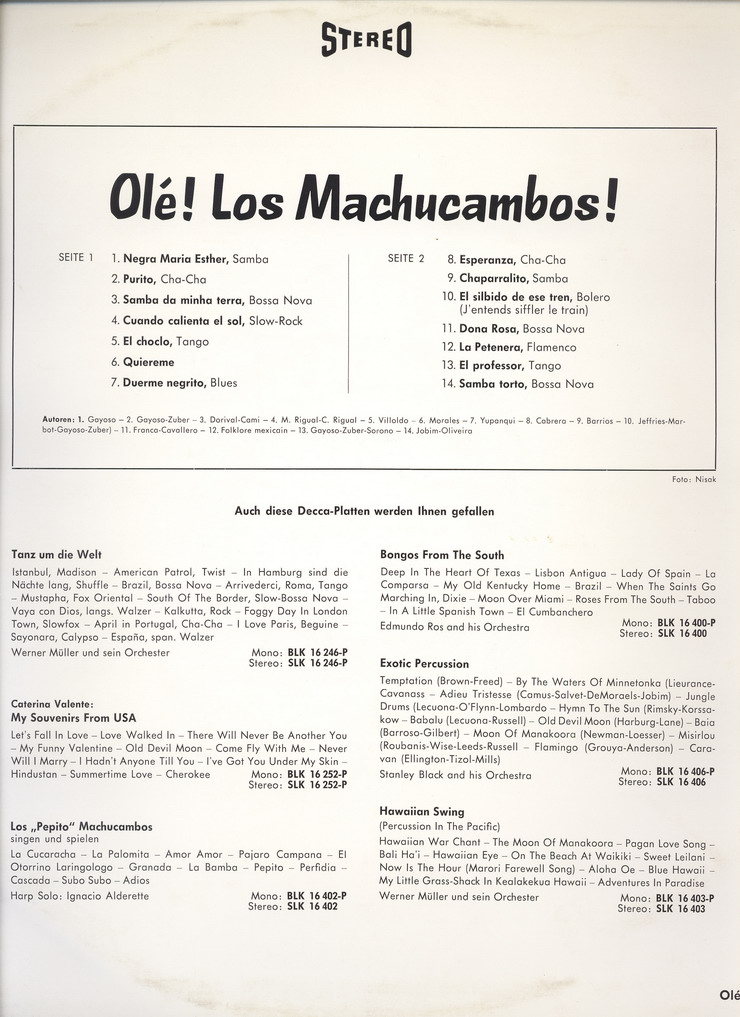 STEREO
Olé! Los Machucambos!
SEITE 1
1. Negra Maria Esther, Samba
2. Purito, Cha-Cha
3. Samba da minha terra, Bossa Nova
4. Cuando calienta el sol, Slow-Rock
5. El choclo, Tango
6. Quiereme
7. Duerme negrito, Blues
SEITE 2
8. Esperanza, Cha-Cha
9. Chaparralito, Samba
10. El silbido de ese tren, Bolero
(J'entends siffler le train)
11. Dona Rosa, Bossa Nova
12. La Petenera, Flamenco
13. El professor, Tango
14. Samba torto, Bossa Nova
Autoren: 1. Gayoso – 2. Gayoso-Zuber – 3. Dorival-Cami – 4. M. Rigual-C. Rigual – 5. Villoldo – 6. Morales – 7. Yupanqui – 8. Cabrera – 9. Barrios – 10. Jeffries-Mar-
bot-Gayoso-Zuber) – 11. Franca-Cavallero – 12. Folklore mexicain – 13. Gayoso-Zuber-Sorono – 14. Jobim-Oliveira
Foto: Nisak
Auch diese Decca-Platten werden Ihnen gefallen
Tanz um die Welt
Istanbul, Madison – American Patrol, Twist – In Hamburg sind die
Nächte lang, Shuffle – Brazil, Bossa Nova – Arrivederci, Roma, Tango
– Mustapha, Fox Oriental – South Of The Border, Slow-Bossa Nova –
Vaya con Dios, langs. Walzer – Kalkutta, Rock – Foggy Day In London
Town, Slowfox – April in Portugal, Cha-Cha – I Love Paris, Beguine –
Sayonara, Calypso – España, span. Walzer
Werner Müller und sein Orchester
Mono: BLK 16 246-P
Stereo: SLK 16 246-P
Caterina Valente:
My Souvenirs From USA
Let's Fall In Love – Love Walked In – There Will Never Be Another You
– My Funny Valentine – Old Devil Moon – Come Fly With Me – Never
Will I Marry – I Hadn't Anyone Till You – I've Got You Under My Skin –
Hindustan – Summertime Love – Cherokee
Mono: BLK 16 252-P
Stereo: SLK 16 252-P
Los „Pepito" Machucambos
singen und spielen
La Cucaracha – La Palomita – Amor Amor – Pajaro Campana – El
Otorrino Laringologo – Granada – La Bamba – Pepito – Perfidia –
Cascada – Subo Subo – Adios
Harp Solo: Ignacio Alderette
Mono: BLK 16 402-P
Stereo: SLK 16 402
Bongos From The South
Deep In The Heart Of Texas – Lisbon Antigua – Lady Of Spain – La
Comparsa – My Old Kentucky Home – Brazil – When The Saints Go
Marching In, Dixie – Moon Over Miami – Roses From The South – Taboo
– In A Little Spanish Town – El Cumbanchero
Edmundo Ros and his Orchestra
Mono: BLK 16 400-P
Stereo: SLK 16 400
Exotic Percussion
Temptation (Brown-Freed) – By The Waters Of Minnetonka (Lieurance-
Cavanass – Adieu Tristesse (Camus-Salvet-DeMoraels-Jobim) – Jungle
Drums (Lecuona-O'Flynn-Lombardo – Hymn To The Sun (Rimsky-Korssa-
kow – Babalu (Lecuona-Russell) – Old Devil Moon (Harburg-Lane) – Baia
(Barroso-Gilbert) – Moon Of Manakoora (Newman-Loesser) – Misirlou
(Roubanis-Wise-Leeds-Russell – Flamingo (Grouya-Anderson) – Cara-
van (Ellington-Tizol-Mills)
Stanley Black and his Orchestra
Mono: BLK 16 406-P
Stereo: SLK 16 406
Hawaiian Swing
(Percussion In The Pacific)
Hawaiian War Chant – The Moon Of Manakoora – Pagan Love Song –
Bali Ha'i – Hawaiian Eye – On The Beach At Waikiki – Sweet Leilani –
Now Is The Hour (Marori Farewell Song) – Aloha Oe – Blue Hawaii –
My Little Grass-Shack In Kealakekua Hawaii – Adventures In Paradise
Werner Müller und sein Orchester
Mono: BLK 16 403-P
Stereo: SLK 16 403
Olé